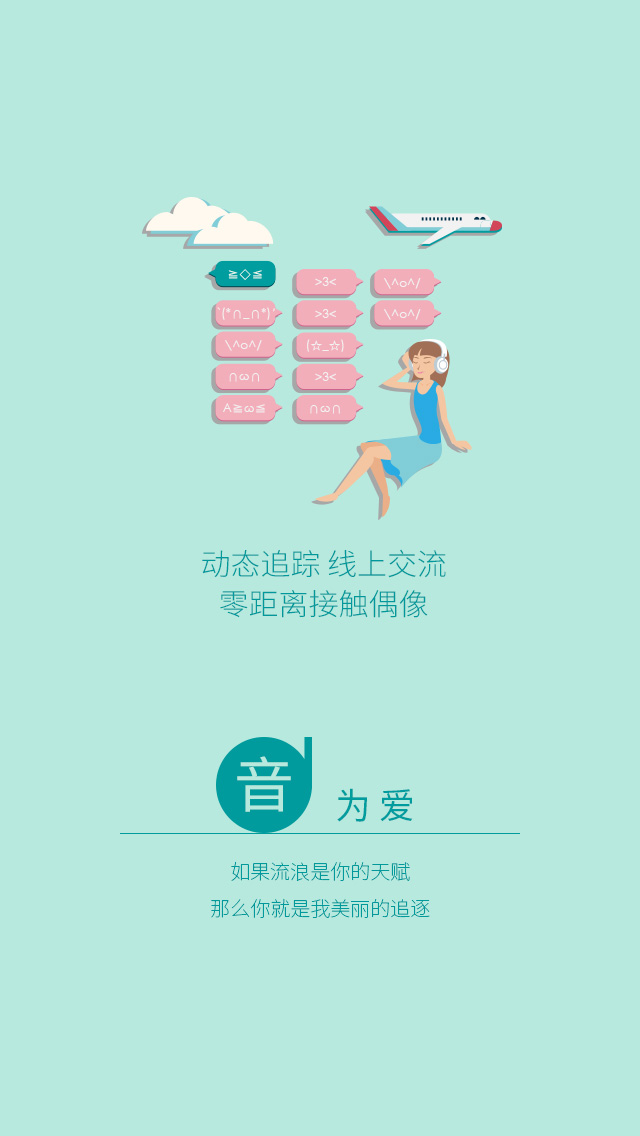 ≧◇≦
>3<
\^o^/
(*∩_∩*)
>3<
\^o^/
\^o^/
(☆_☆)
∩ω∩
>3<
A≧ω≦
∩ω∩
动态追踪 线上交流
零距离接触偶像
音 为爱
如果流浪是你的天赋
那么你就是我美丽的追逐